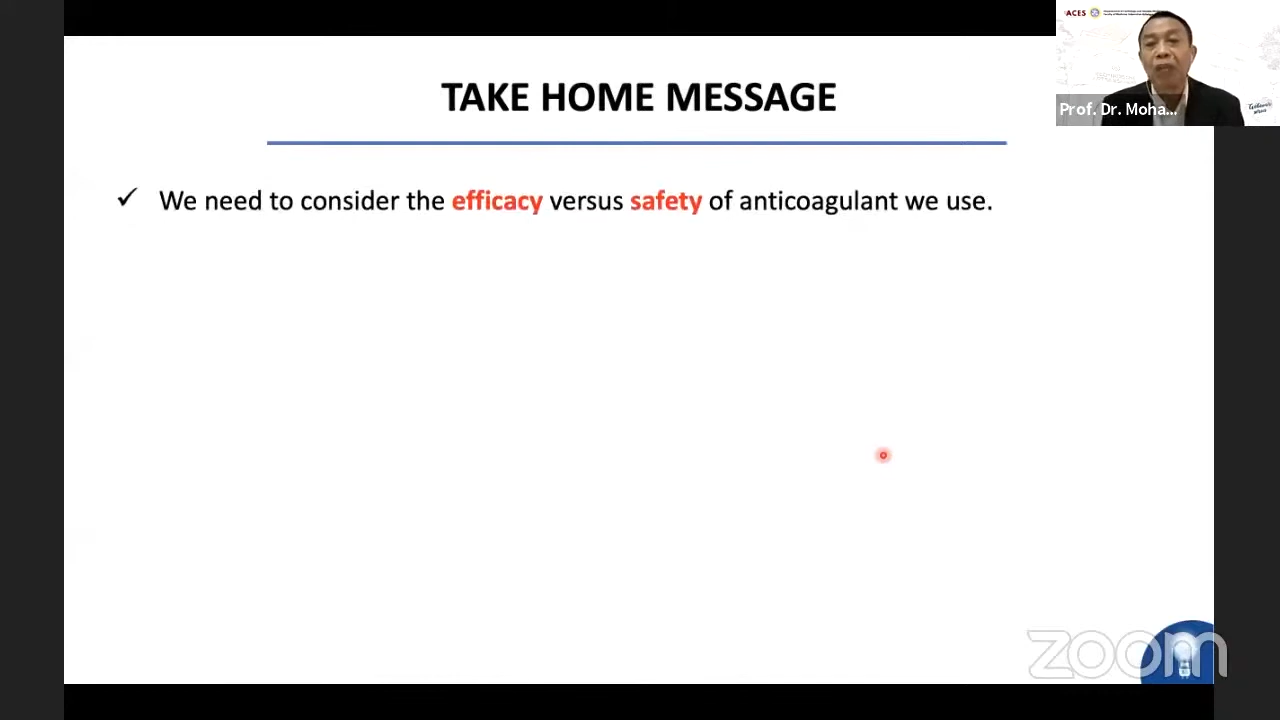 ACES
TAKE HOME MESSAGE
Prof. Dr. Moha...
✓ We need to consider the efficacy versus safety of anticoagulant we use.
zoom